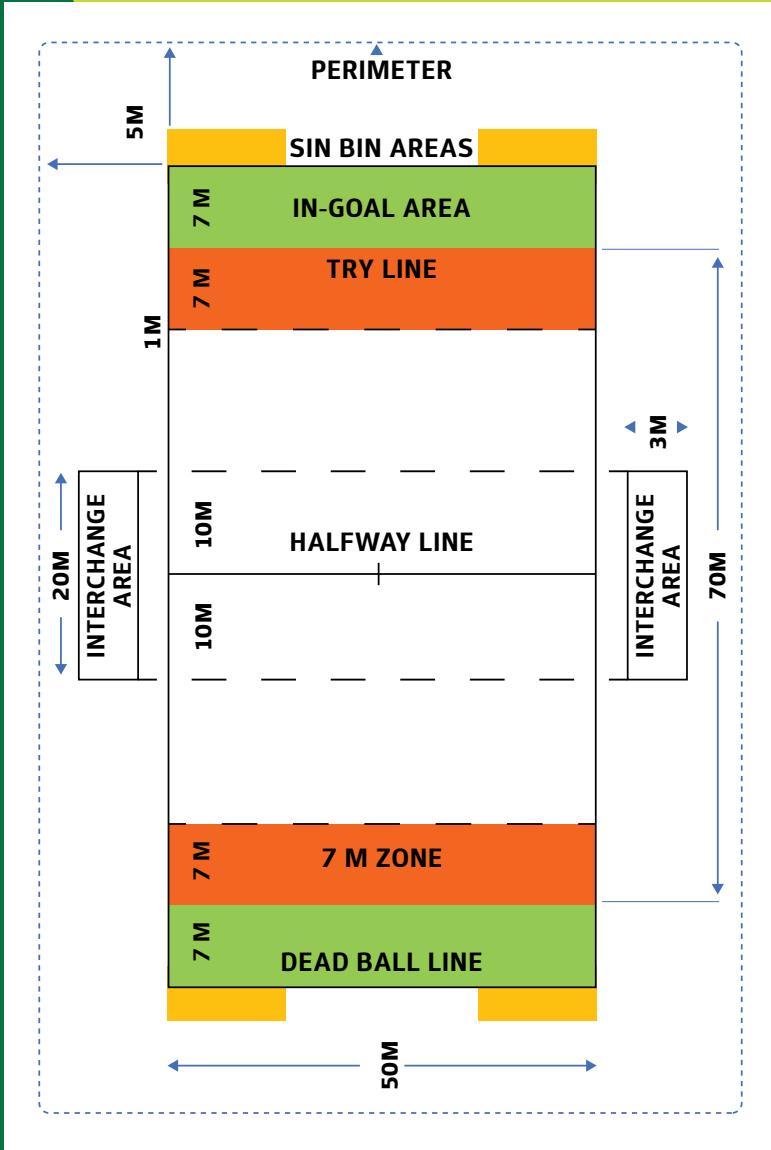 PERIMETER
5M
SIN BIN AREAS
7 M
IN-GOAL AREA
TRY LINE
7 M
1M
3M
INTERCHANGE
AREA
20M
10M
HALFWAY LINE
10M
INTERCHANGE
AREA
70M
7 M
7 M ZONE
7 M
DEAD BALL LINE
50M